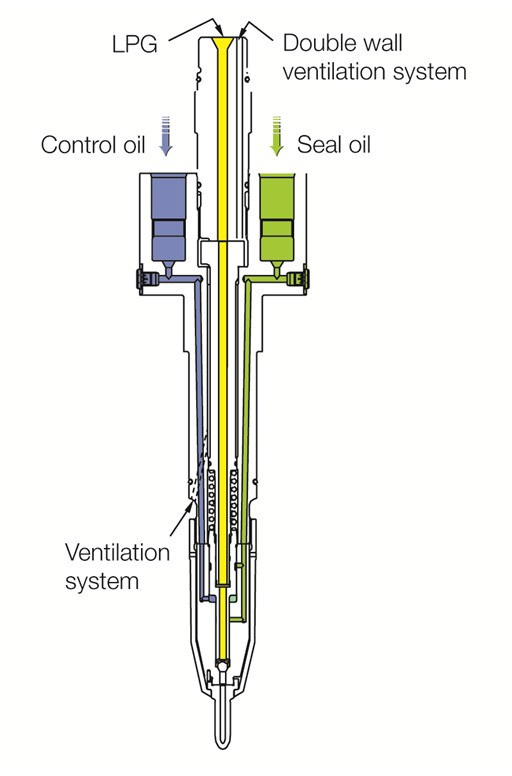 LPG
Double wall
ventilation system
Control oil
Seal oil
Ventilation
system